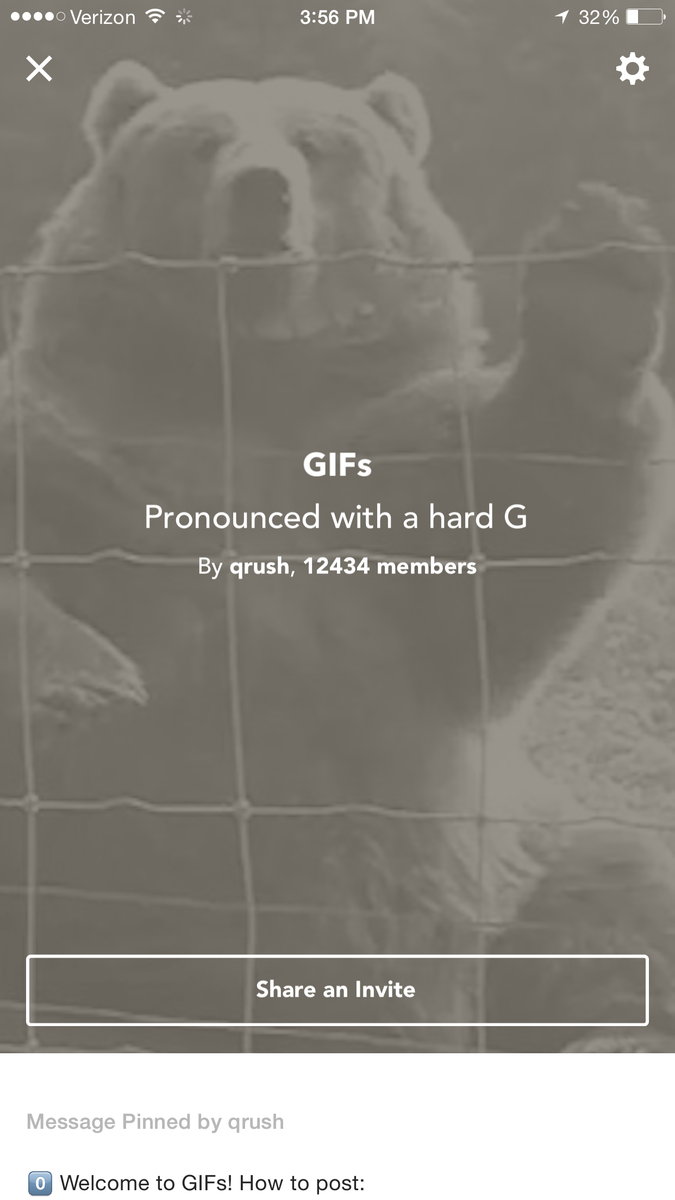 Verizon 3:56 PM 32%
GIFs
Pronounced with a hard G
By qrush, 12434 members
Share an Invite
Message Pinned by qrush
0️⃣ Welcome to GIFs! How to post: